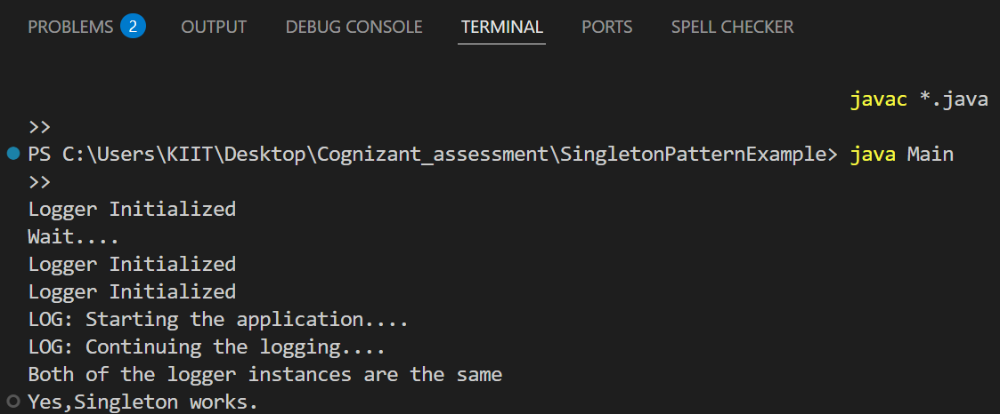 PROBLEMS 2 OUTPUT DEBUG CONSOLE TERMINAL PORTS SPELL CHECKER
javac *.java
>>
PS C:\Users\KIIT\Desktop\Cognizant_assessment\SingletonPatternExample> java Main
>>
Logger Initialized
Wait....
Logger Initialized
Logger Initialized
LOG: Starting the application....
LOG: Continuing the logging....
Both of the logger instances are the same
Yes,Singleton works.